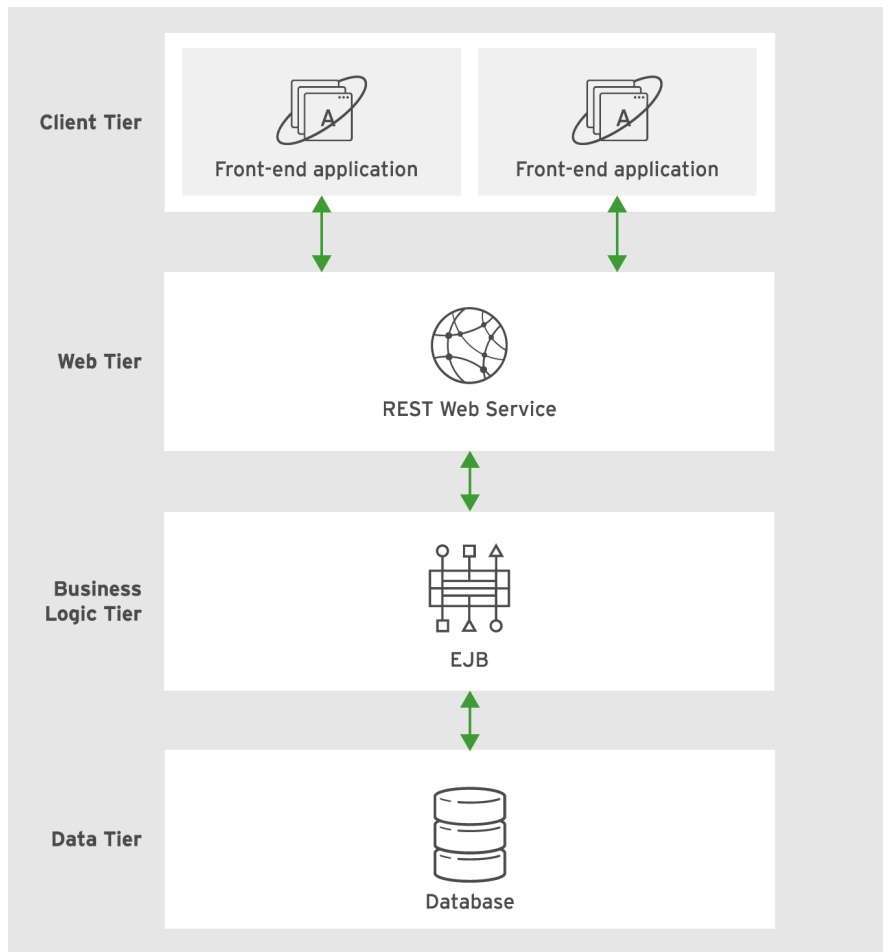 Client Tier
A
Front-end application
A
Front-end application
Web Tier
REST Web Service
Business
Logic Tier
EJB
Data Tier
Database